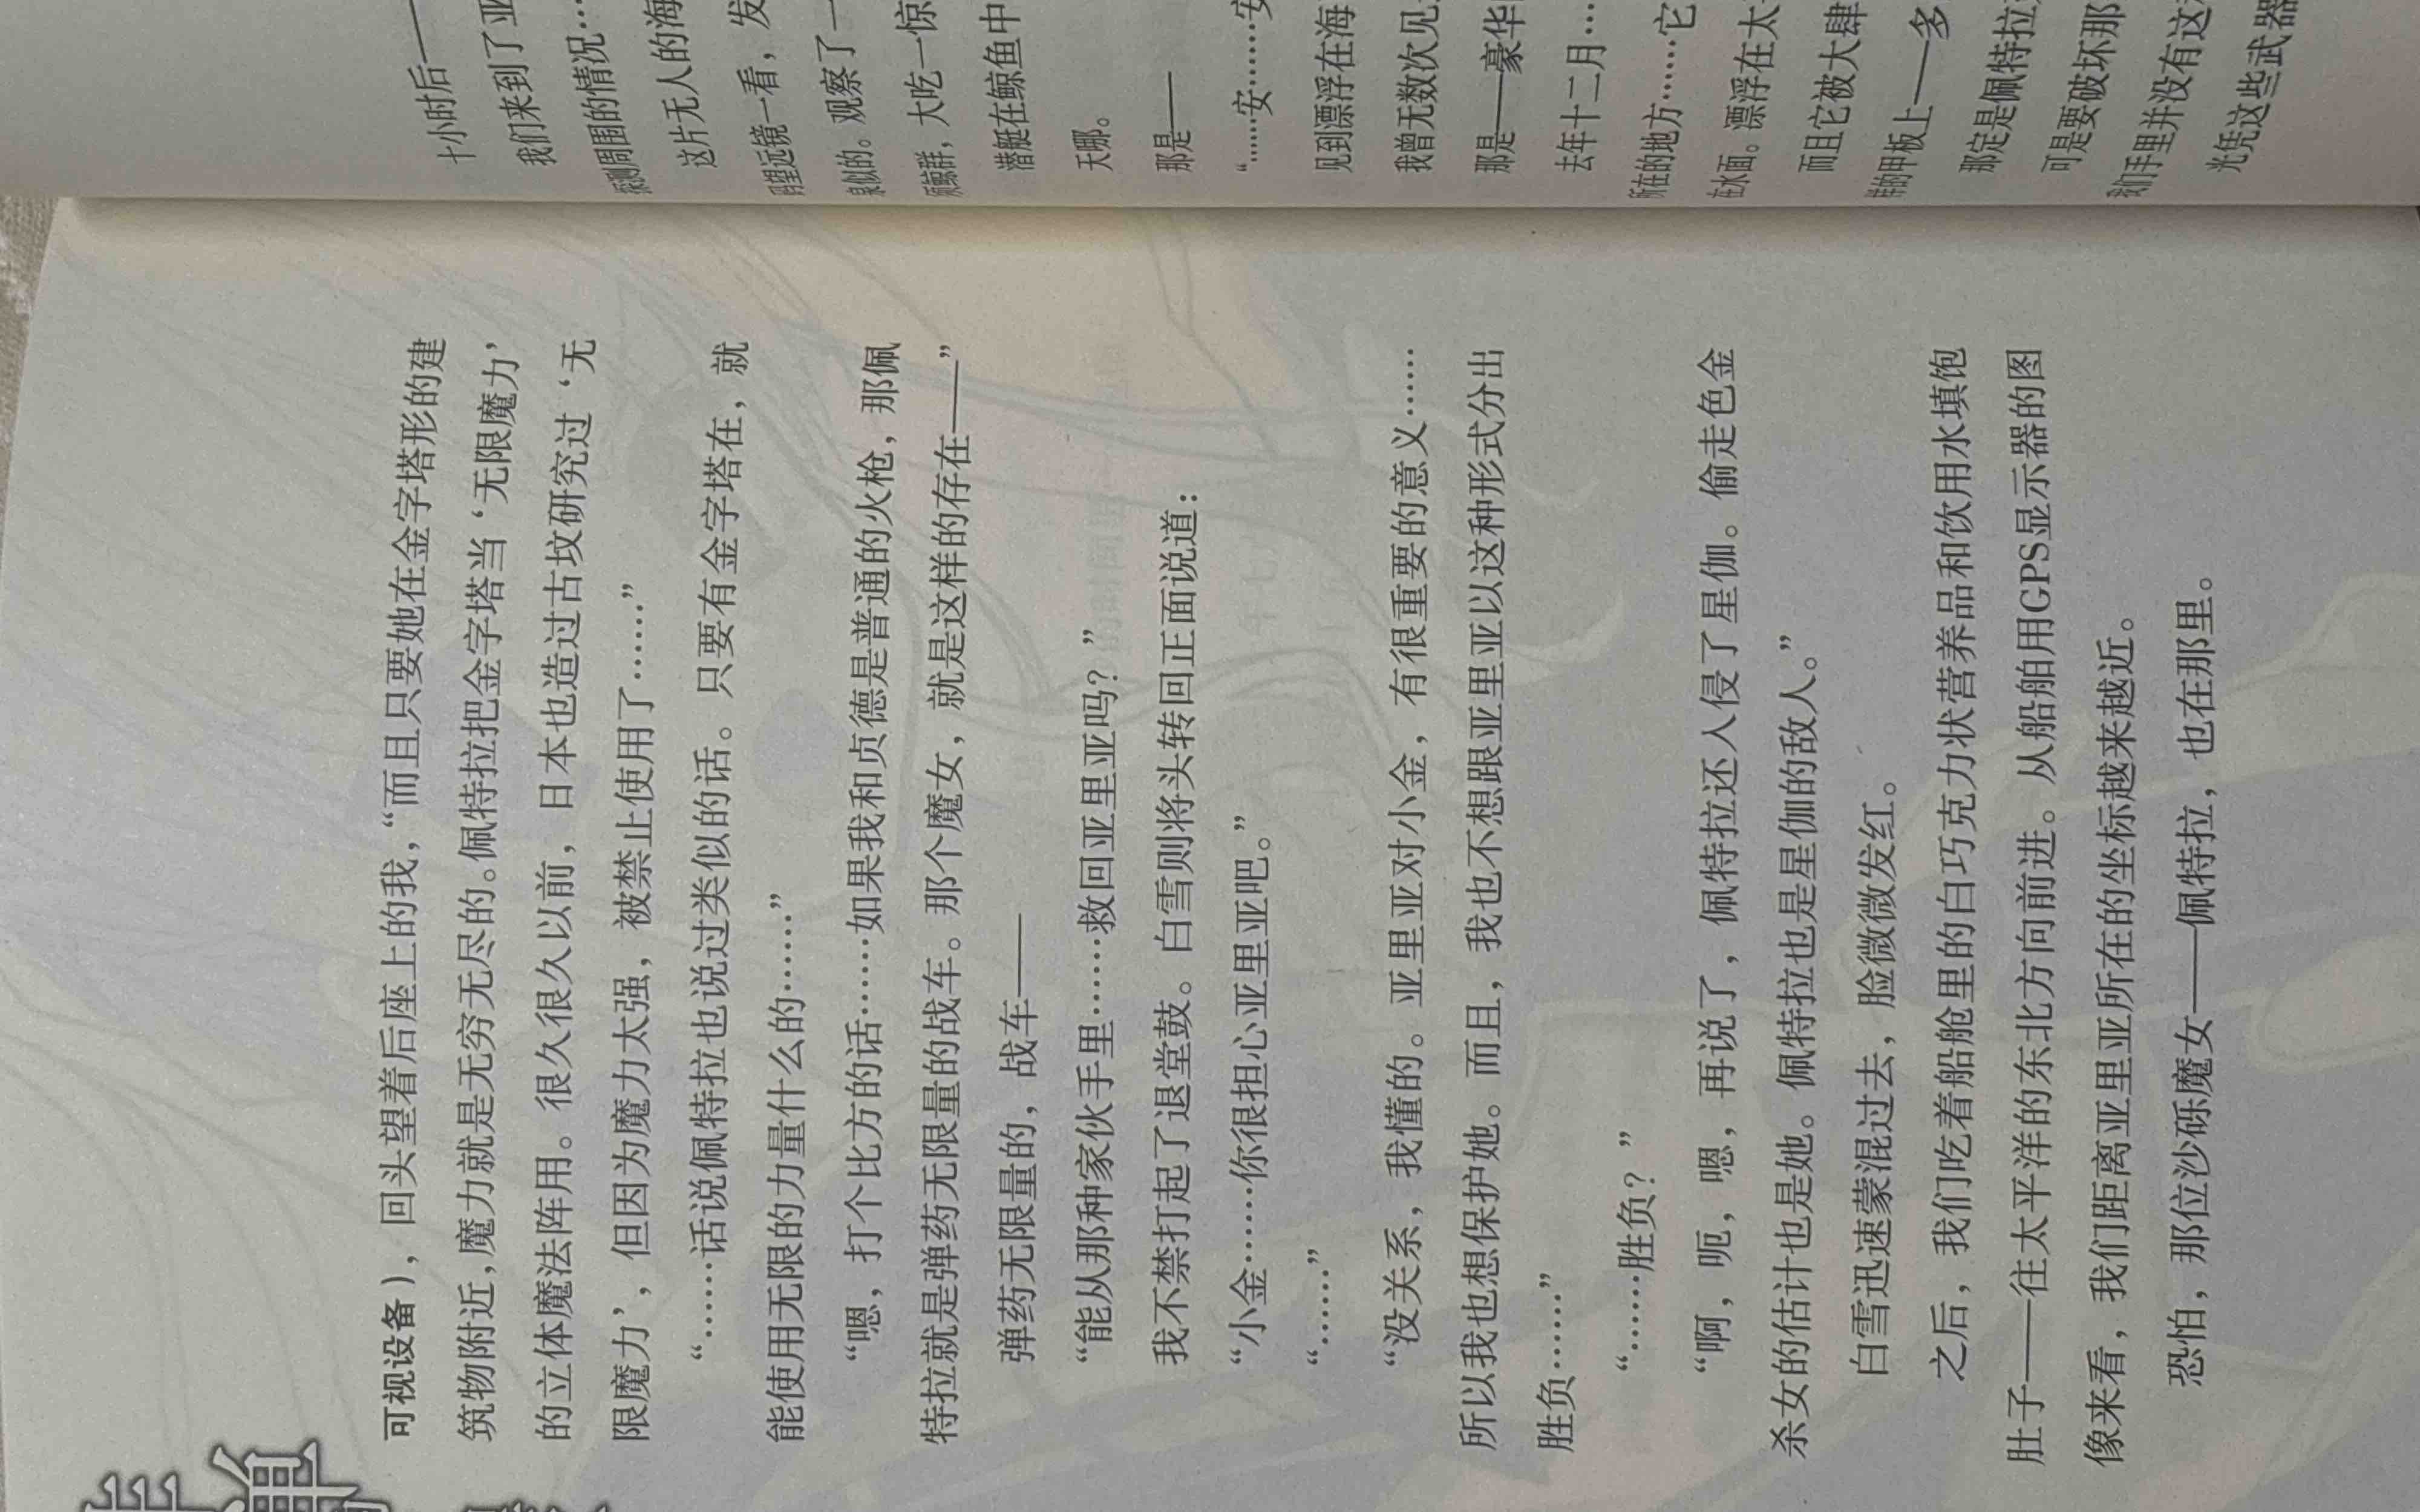 弹
可视设备），回头望着后座上的我，“而且只要她在金字塔形的建
筑物附近，魔力就是无穷无尽的。佩特拉把金字塔当‘无限魔力’
的立体魔法阵用。很久很久以前，日本也造过古坟研究过‘无
限魔力’，但因为魔力太强，被禁止使用了……”
“……话说佩特拉也说过类似的话。只要有金字塔在，就
能使用无限的力量什么的……”
“嗯，打个比方的话……如果我和贞德是普通的火枪，那佩
特拉就是弹药无限量的战车。那个魔女，就是这样的存在——”
弹药无限量的，战车——
“能从那种家伙手里……救回亚里亚吗？”
我不禁打起了退堂鼓。白雪则将头转回正面说道：
“小金……你很担心亚里亚吧。”
“……”
“没关系，我懂的。亚里亚对小金，有很重要的意义……
所以我也想保护她。而且，我也不想跟亚里亚以这种形式分出
胜负……”
“……胜负？”
“啊，呃，嗯，再说了，佩特拉还入侵了星伽。偷走色金
杀女的估计也是她。佩特拉也是星伽的敌人。”
白雪迅速蒙混过去，脸微微发红。
之后，我们吃着船舱里的白巧克力状营养品和饮用水填饱
肚子——往太平洋的东北方向前进。从船舶用GPS显示器的图
像来看，我们距离亚里亚所在的坐标越来越近。
恐怕，那位沙砾魔女——佩特拉，也在那里。
十小时后——
我们来到了亚
探测周围的情况…
这片无人的海
码望远镜一看，发
泉似的。观察了一
须鲸群，大吃一惊
潜艇在鲸鱼中
天哪。
那是——
“……安……安
见到漂浮在海
我曾无数次见
那是——豪华
去年十二月…
所在的地方……它
在水面。漂浮在太
而且它被大肆
样的甲板上——多
那定是佩特拉
可是要破坏那
我们手里并没有这
光凭这些武器